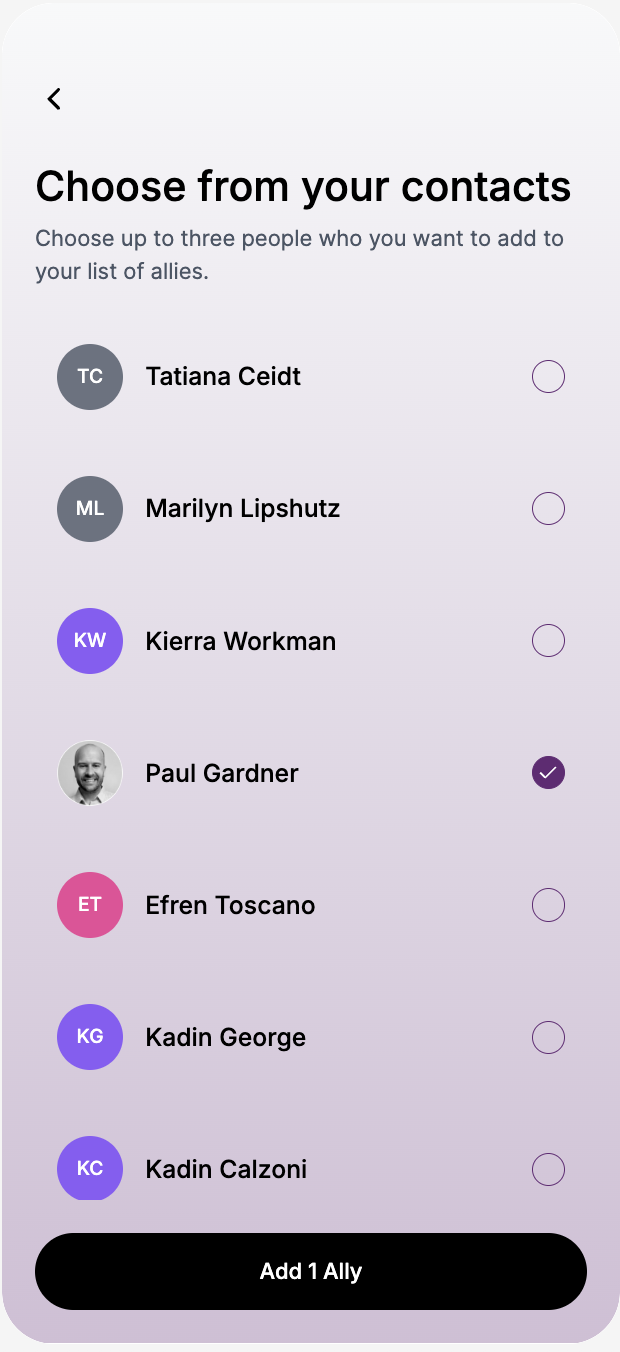 Choose from your contacts
Choose up to three people who you want to add to
your list of allies.
TC Tatiana Ceidt
ML Marilyn Lipshutz
KW Kierra Workman
Paul Gardner
ET Efren Toscano
KG Kadin George
KC Kadin Calzoni
Add 1 Ally